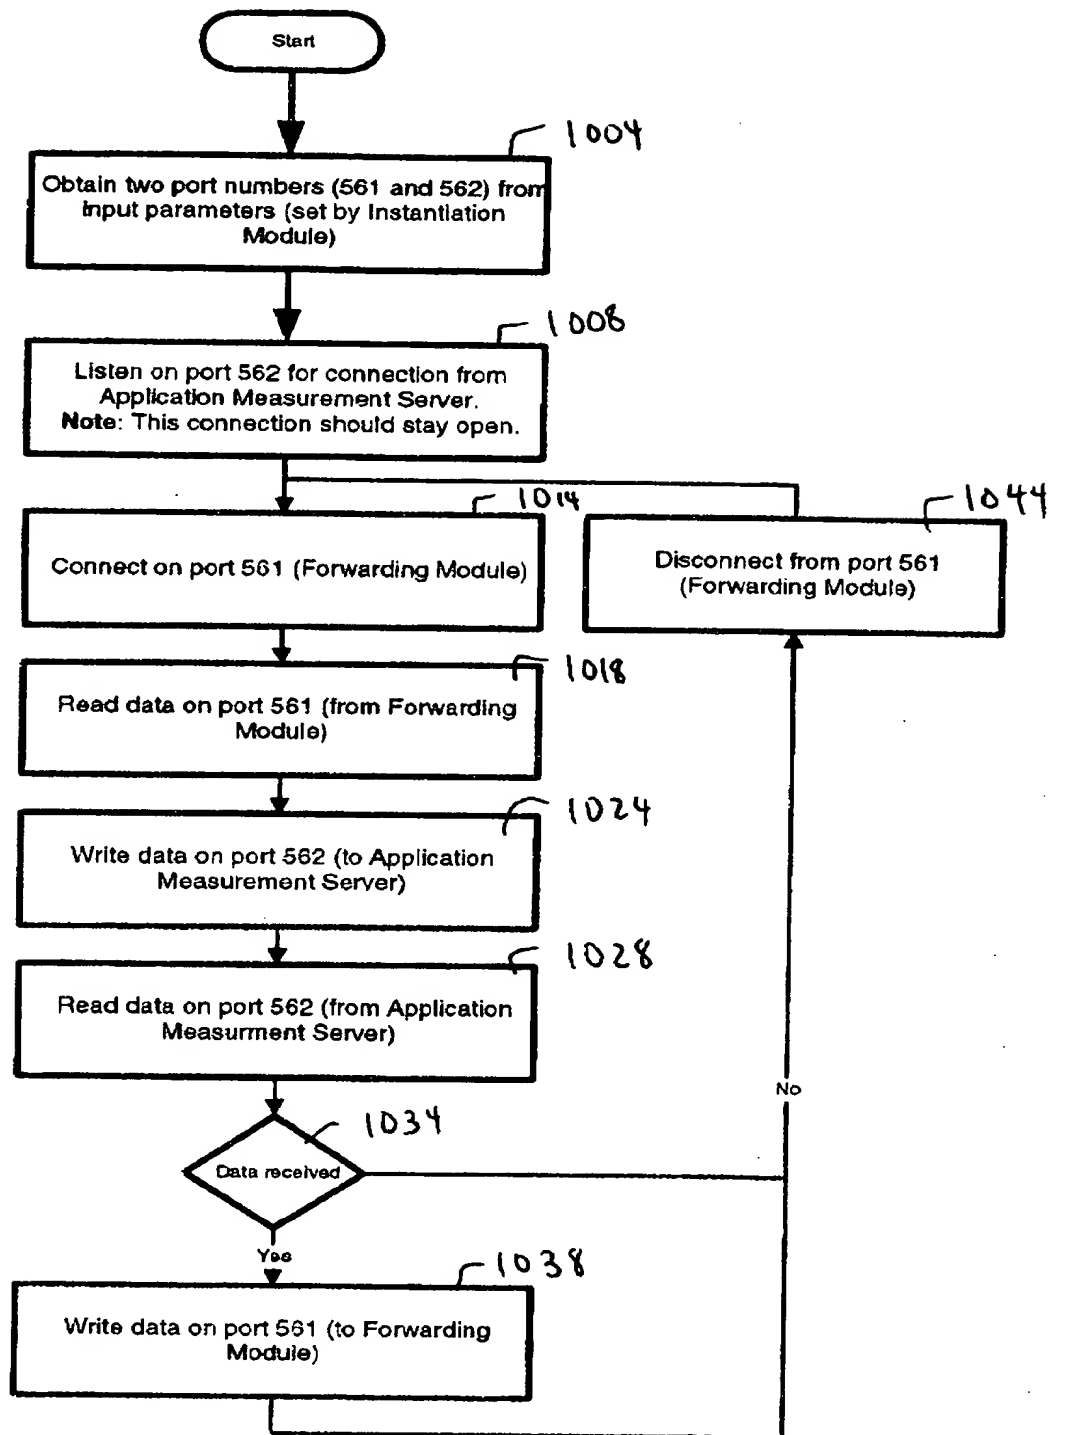 Start
1004
Obtain two port numbers (561 and 562) from
Input parameters (set by Instantiation
Module)
1008
Listen on port 562 for connection from
Application Measurement Server.
Note: This connection should stay open.
1014
Connect on port 561 (Forwarding Module)
1044
Disconnect from port 561
(Forwarding Module)
1018
Read data on port 561 (from Forwarding
Module)
1024
Write data on port 562 (to Application
Measurement Server)
1028
Read data on port 562 (from Application
Measurment Server)
No
1034
Data received
Yes
1038
Write data on port 561 (to Forwarding
Module)